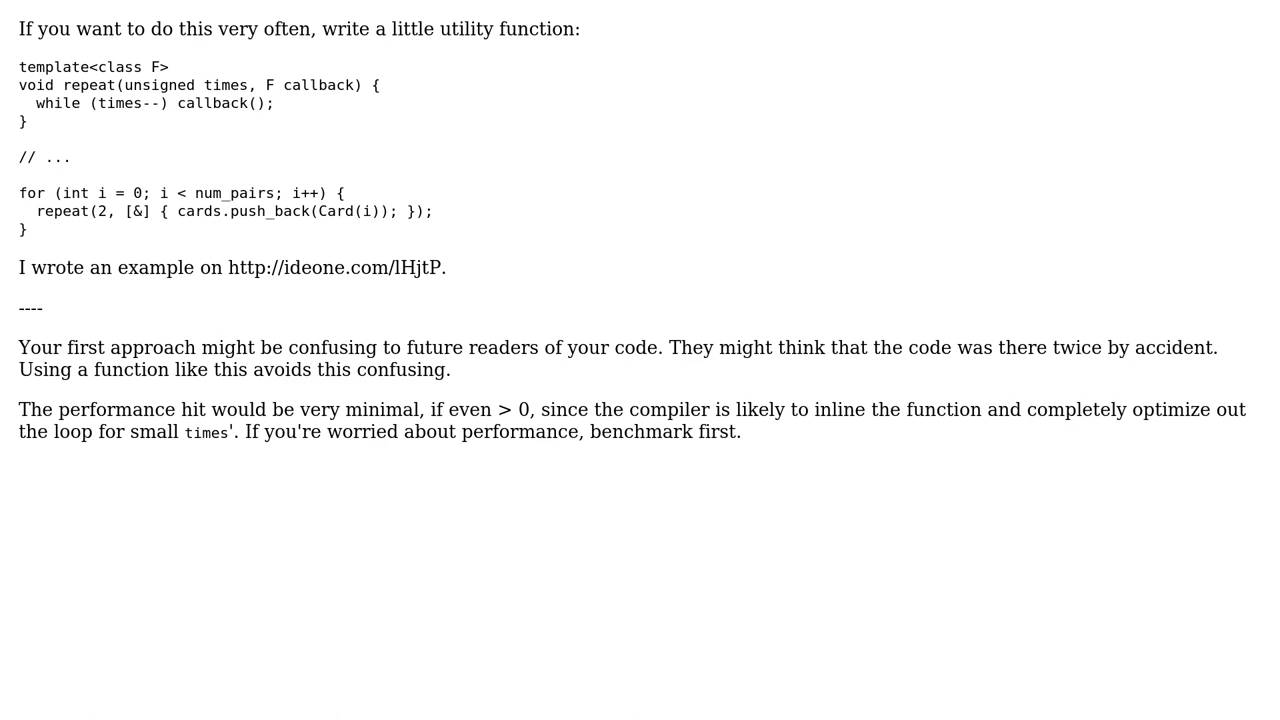 If you want to do this very often, write a little utility function:
template<class F>
void repeat(unsigned times, F callback) {
  while (times--) callback();
}
// ...
for (int i = 0; i < num_pairs; i++) {
  repeat(2, [&] { cards.push_back(Card(i)); });
}
I wrote an example on http://ideone.com/lHjtP.
----
Your first approach might be confusing to future readers of your code. They might think that the code was there twice by accident.
Using a function like this avoids this confusing.
The performance hit would be very minimal, if even > 0, since the compiler is likely to inline the function and completely optimize out
the loop for small times'. If you're worried about performance, benchmark first.